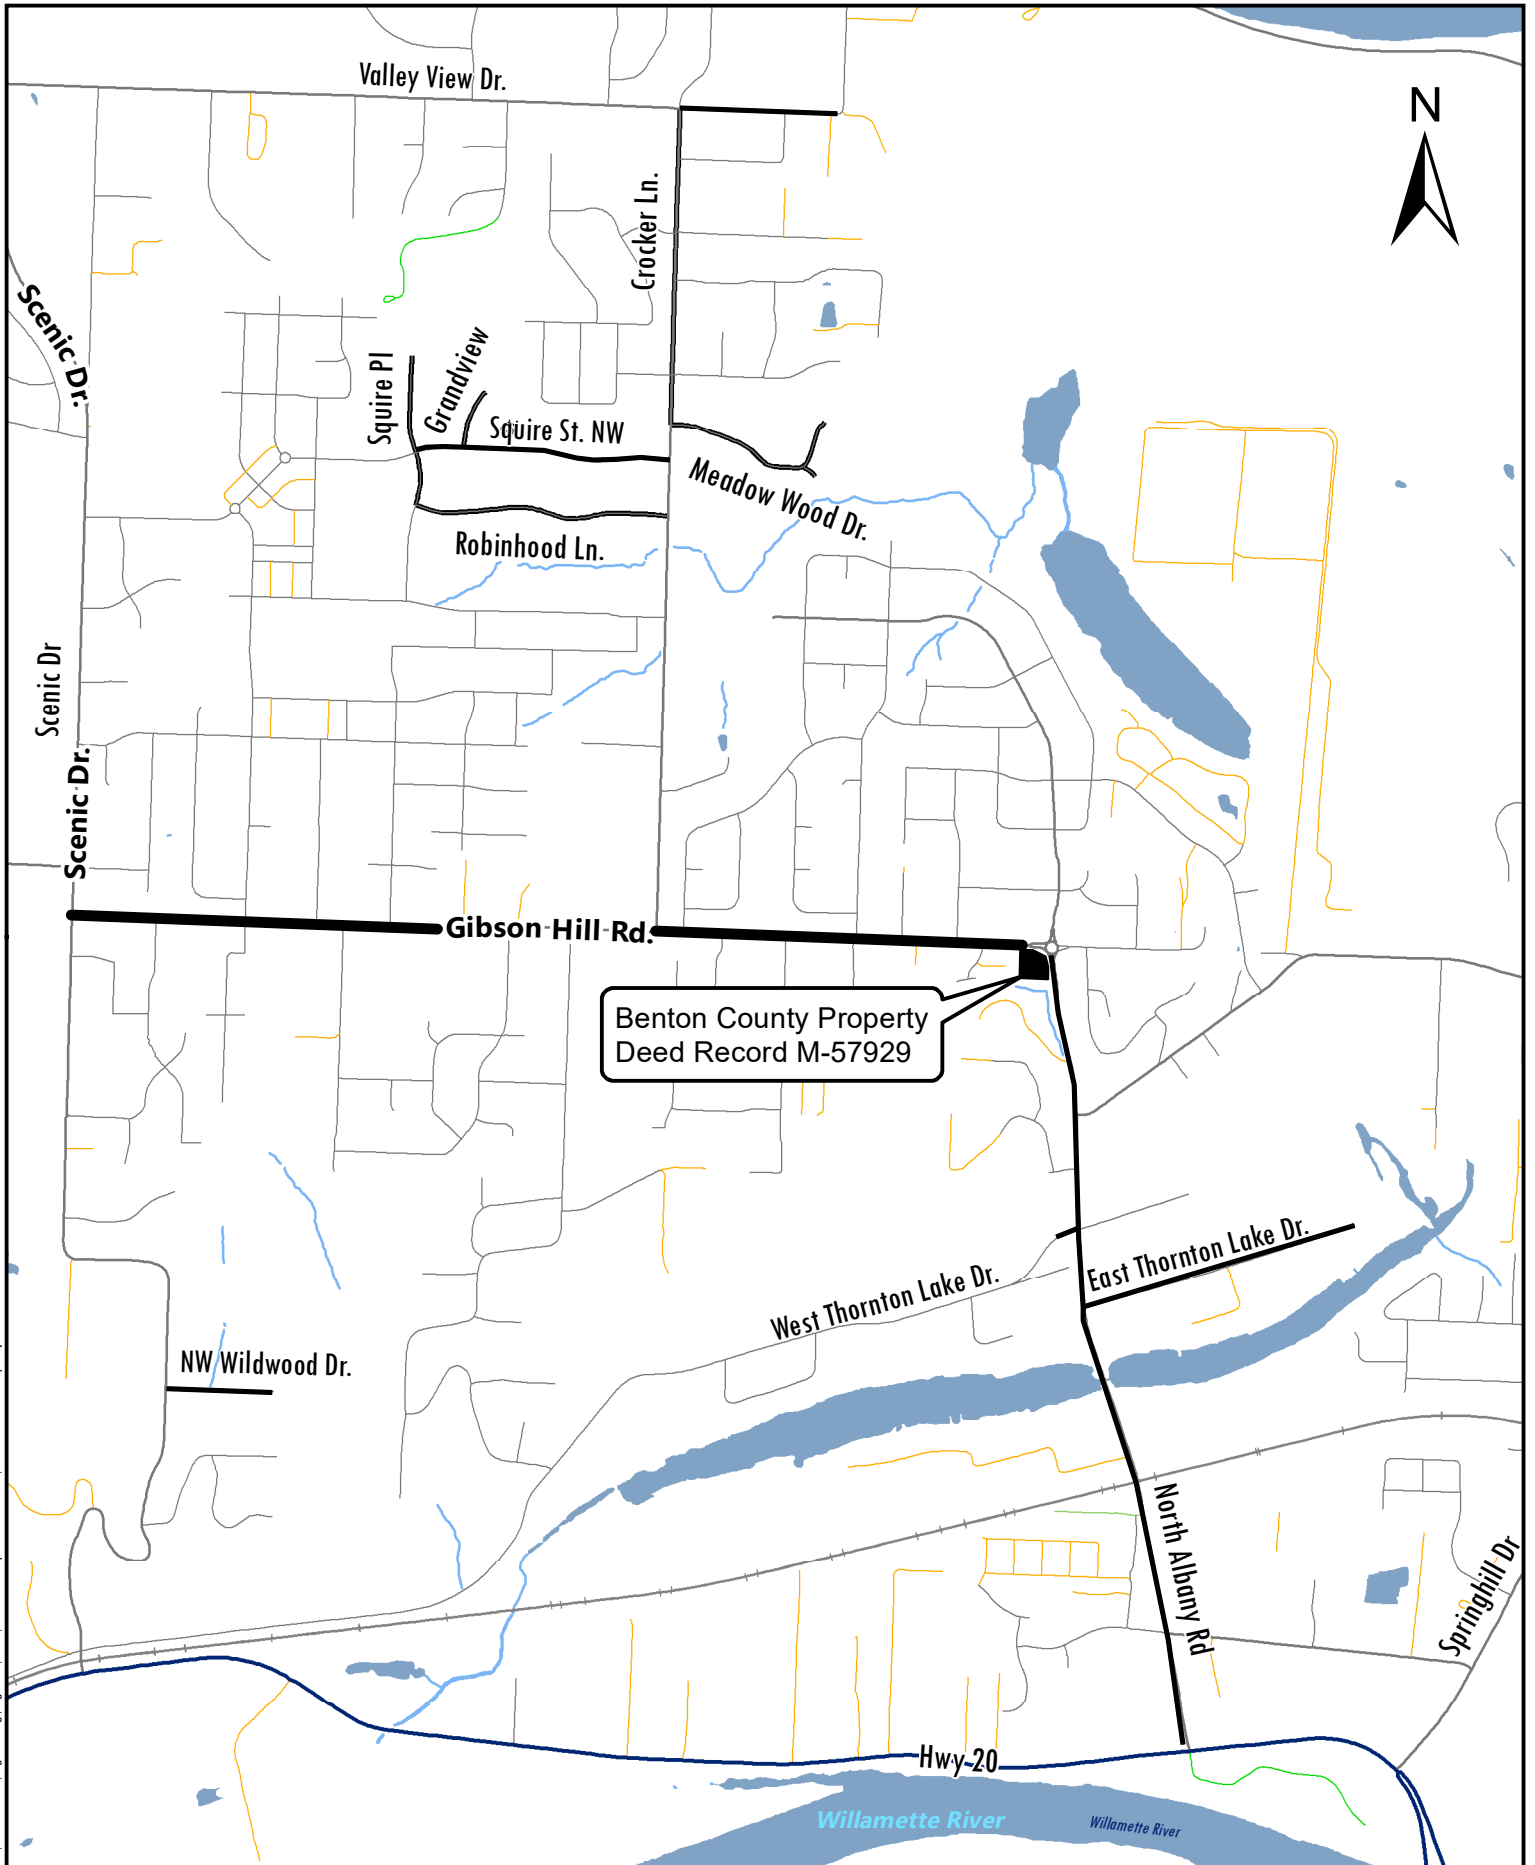 Valley View Dr.
N
Crocker Ln.
Scenic Dr.
Squire Pl
Grandview
Squire St. NW
Meadow Wood Dr.
Robinhood Ln.
Scenic Dr
Scenic Dr.
Gibson Hill Rd.
Benton County Property
Deed Record M-57929
East Thornton Lake Dr.
West Thornton Lake Dr.
NW Wildwood Dr.
North Albany Rd
Springhill Dr
Hwy 20
Willamette River
Willamette River